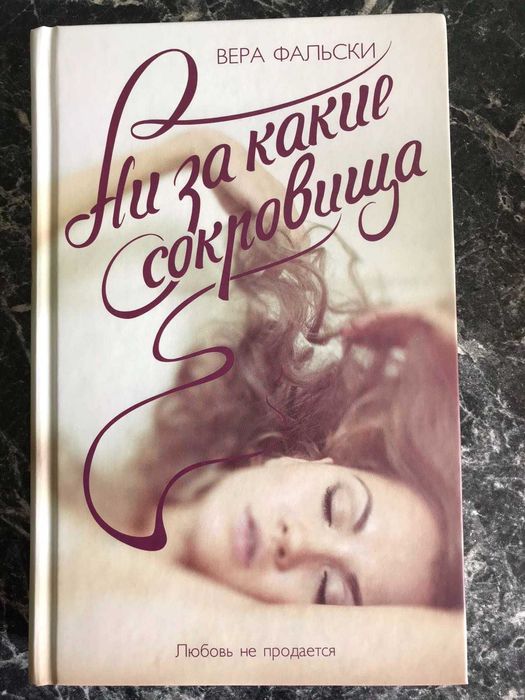 ВЕРА ФАЛЬСКИ
Ни за какие
сокровища
Любовь не продается